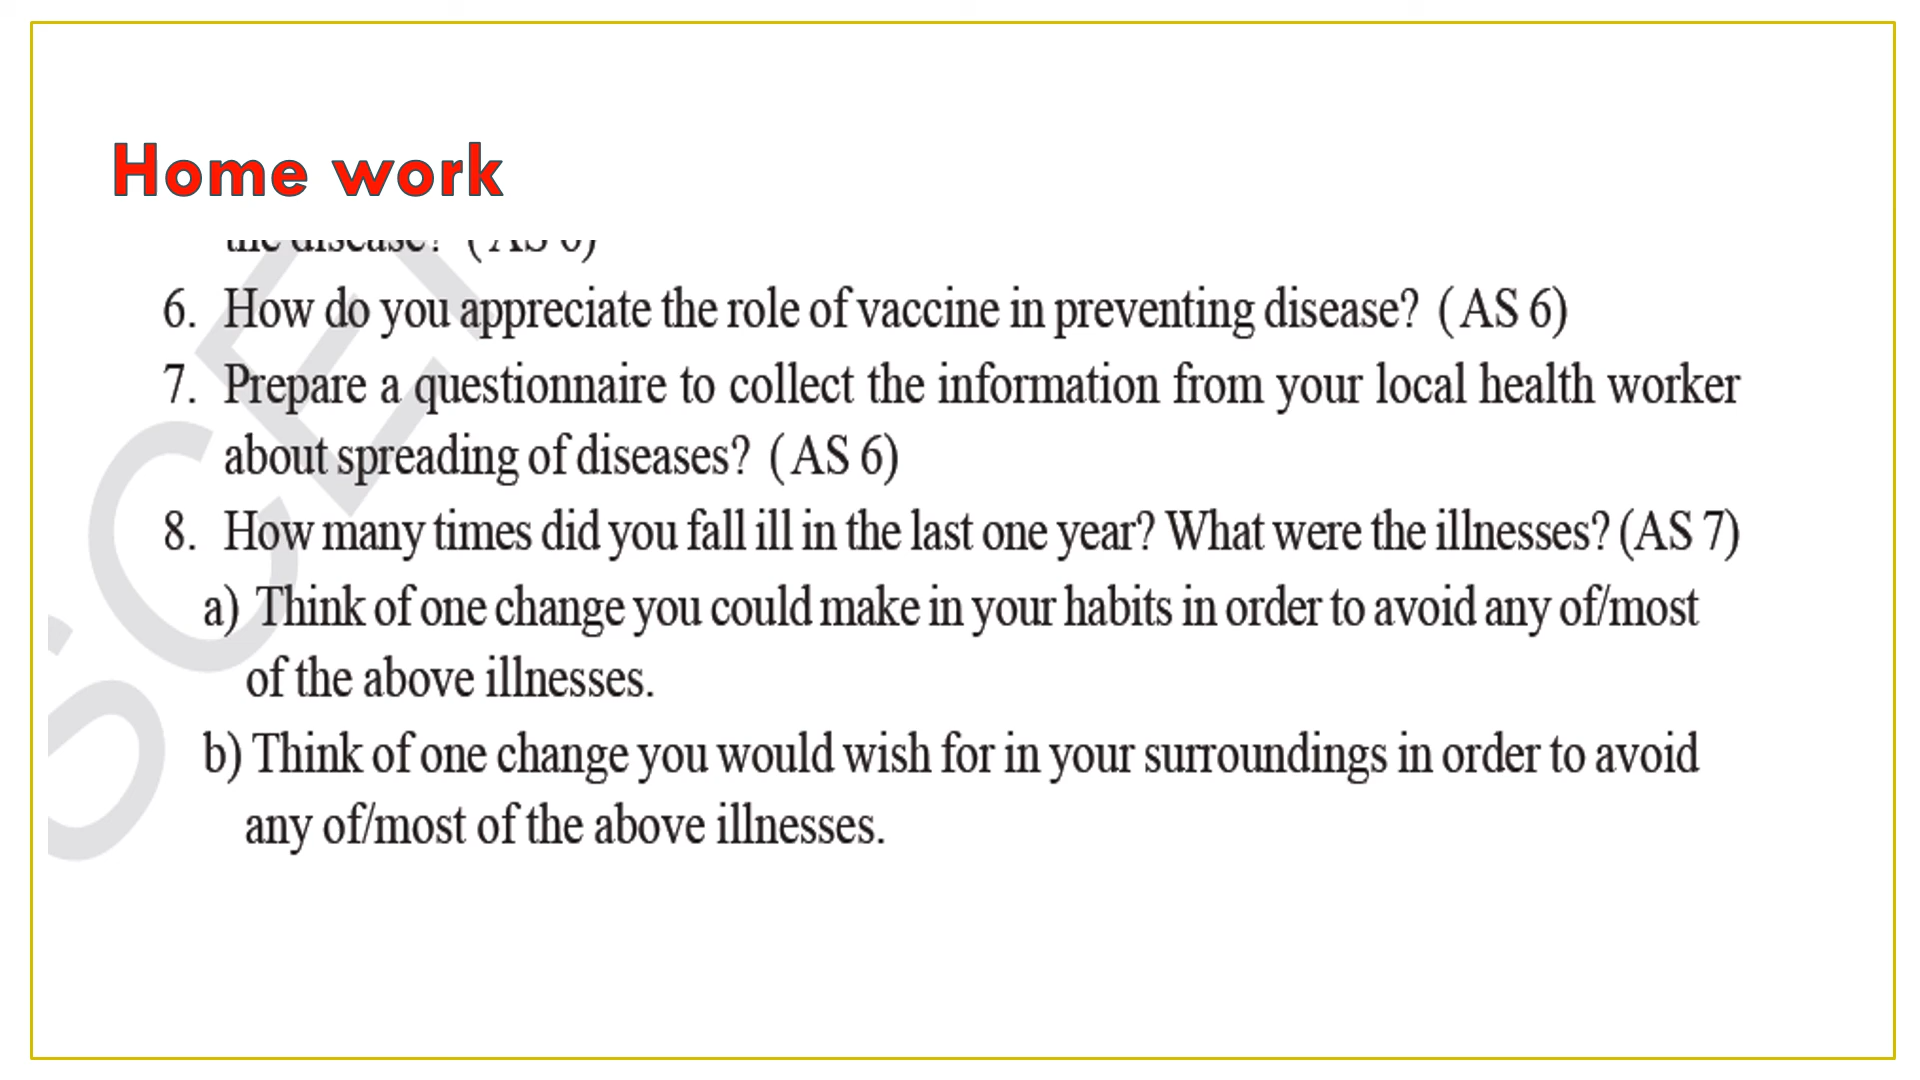 Home work
the disease? (AS 6)
6. How do you appreciate the role of vaccine in preventing disease? (AS 6)
7. Prepare a questionnaire to collect the information from your local health worker
about spreading of diseases? (AS 6)
8. How many times did you fall ill in the last one year? What were the illnesses? (AS 7)
a) Think of one change you could make in your habits in order to avoid any of/most
of the above illnesses.
b) Think of one change you would wish for in your surroundings in order to avoid
any of/most of the above illnesses.
SCE